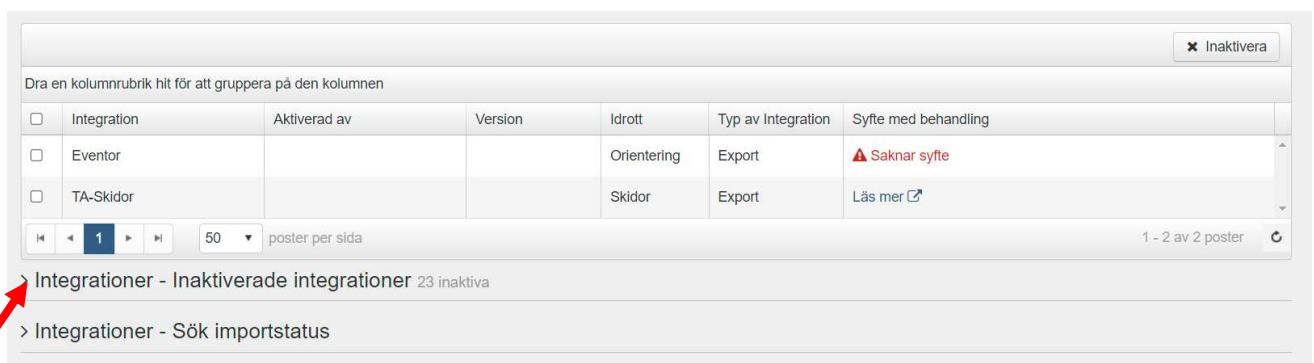 ✖ Inaktivera
Dra en kolumnrubrik hit för att gruppera på den kolumnen
Integration Aktiverad av Version Idrott Typ av Integration Syfte med behandling
Eventor Orientering Export Saknar syfte
TA-Skidor Skidor Export Läs mer
1 50 poster per sida 1 - 2 av 2 poster
> Integrationer - Inaktiverade integrationer 23 inaktiva
> Integrationer - Sök importstatus